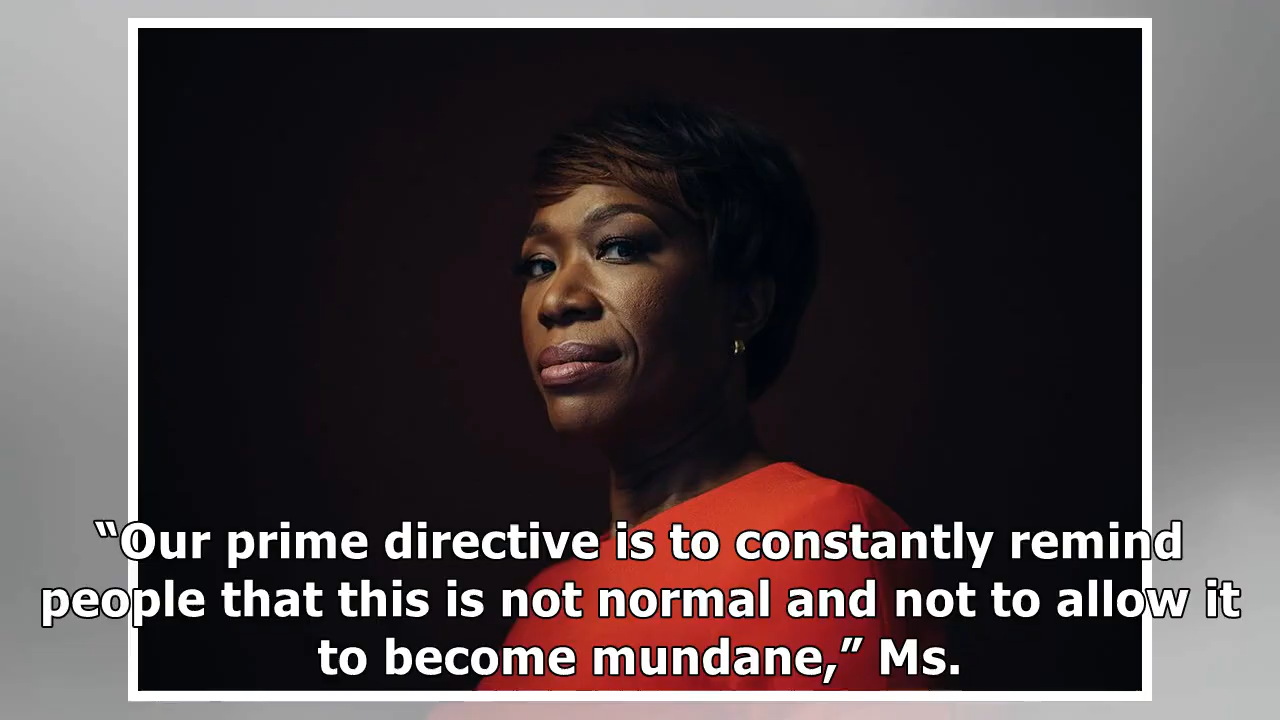 “Our prime directive is to constantly remind
people that this is not normal and not to allow it
to become mundane,” Ms.